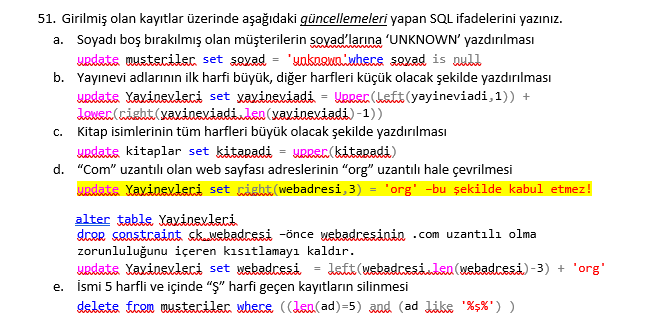 51. Girilmiş olan kayıtlar üzerinde aşağıdaki güncellemeleri yapan SQL ifadelerini yazınız.
a. Soyadı boş bırakılmış olan müşterilerin soyad’larına ‘UNKNOWN’ yazdırılması
update musteriler set soyad = 'unknown'where soyad is null
b. Yayınevi adlarının ilk harfi büyük, diğer harfleri küçük olacak şekilde yazdırılması
update Yayinevleri set yayineviadi = Upper(Left(yayineviadi,1)) +
lower(right(yayineviadi,len(yayineviadi)-1))
c. Kitap isimlerinin tüm harfleri büyük olacak şekilde yazdırılması
update kitaplar set kitapadi = upper(kitapadi)
d. “Com” uzantılı olan web sayfası adreslerinin “org” uzantılı hale çevrilmesi
update Yayinevleri set right(webadresi,3) = 'org' –bu şekilde kabul etmez!
alter table Yayinevleri
drop constraint ck_webadresi –önce webadresinin .com uzantılı olma
zorunluluğunu içeren kısıtlamayı kaldır.
update Yayinevleri set webadresi = left(webadresi,len(webadresi)-3) + 'org'
e. İsmi 5 harfli ve içinde “Ş” harfi geçen kayıtların silinmesi
delete from musteriler where ((len(ad)=5) and (ad like '%ş%') )